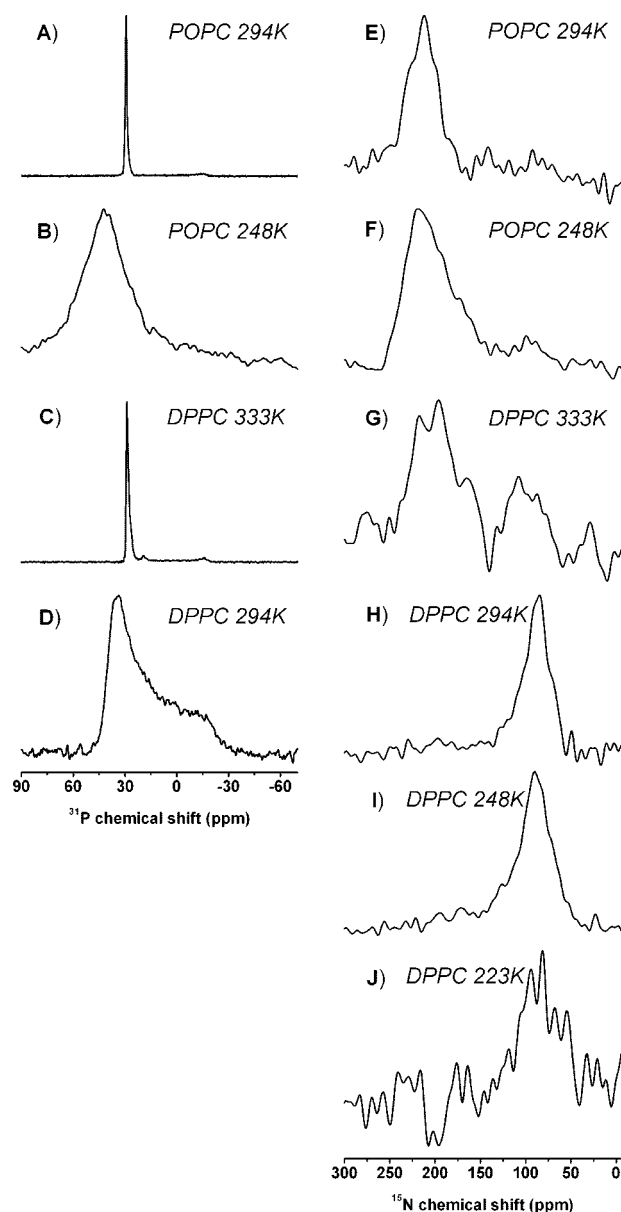 A) POPC 294K
B) POPC 248K
C) DPPC 333K
D) DPPC 294K
90 60 30 0 -30 -60
³¹P chemical shift (ppm)
E) POPC 294K
F) POPC 248K
G) DPPC 333K
H) DPPC 294K
I) DPPC 248K
J) DPPC 223K
300 250 200 150 100 50 0
¹⁵N chemical shift (ppm)